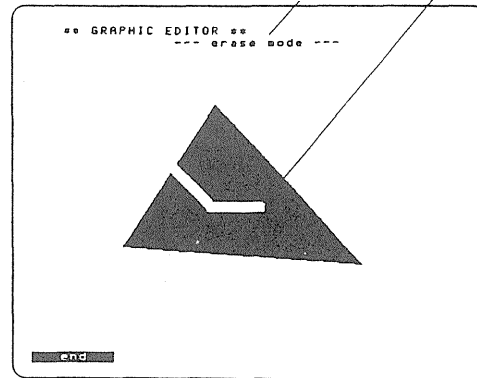 ** GRAPHIC EDITOR **
--- erase mode ---
end